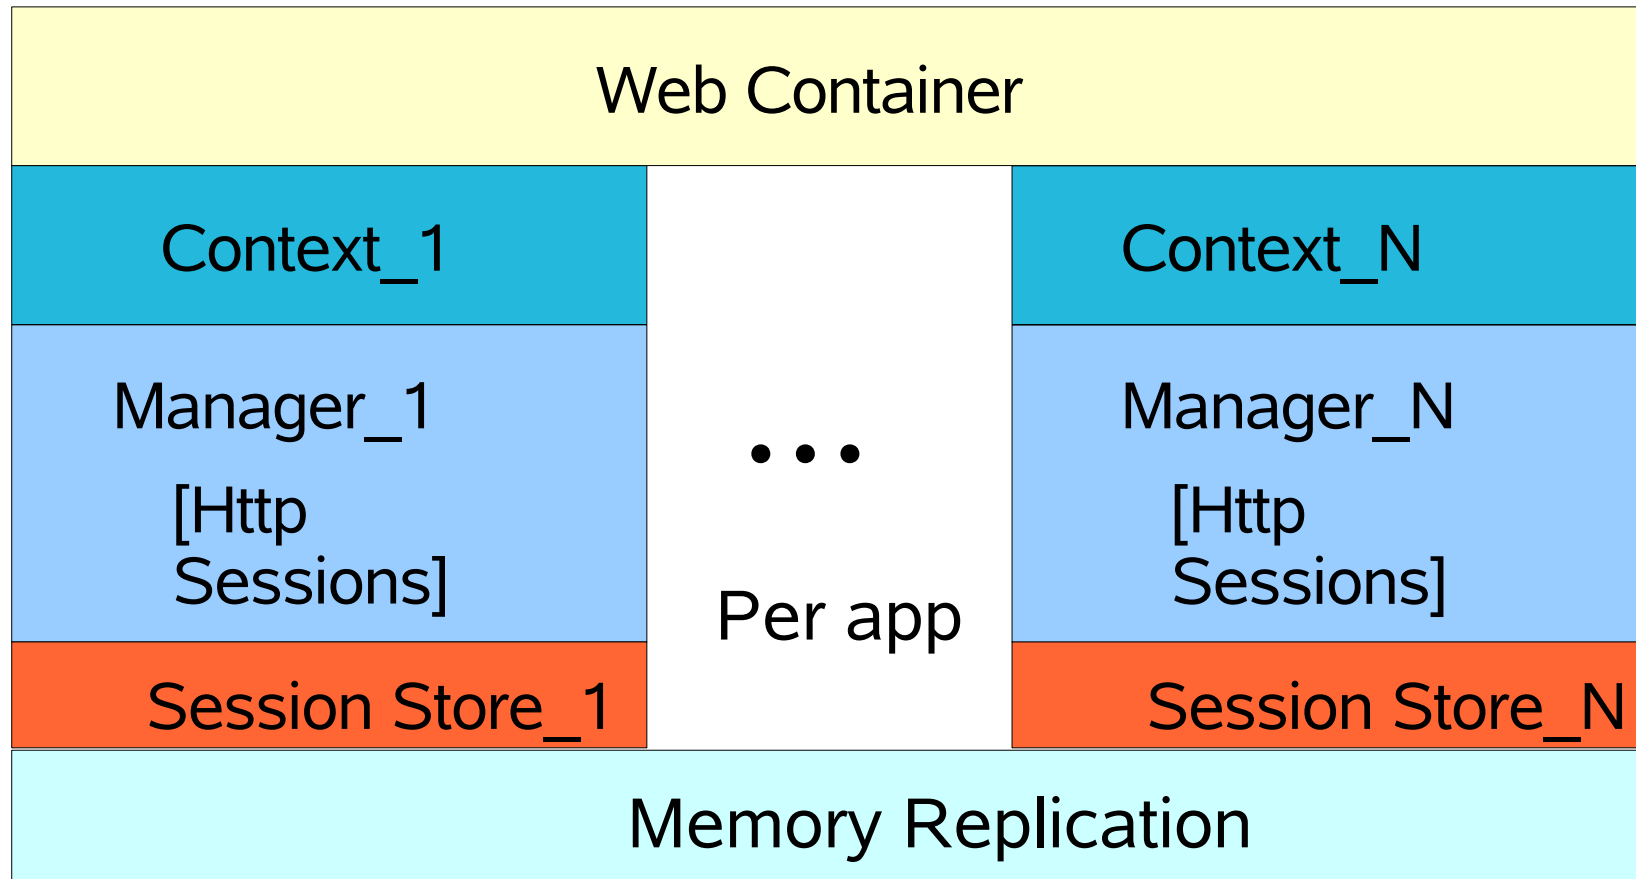 Web Container
Context_1
Manager_1
[Http
Sessions]
Session Store_1
...
Per app
Context_N
Manager_N
[Http
Sessions]
Session Store_N
Memory Replication